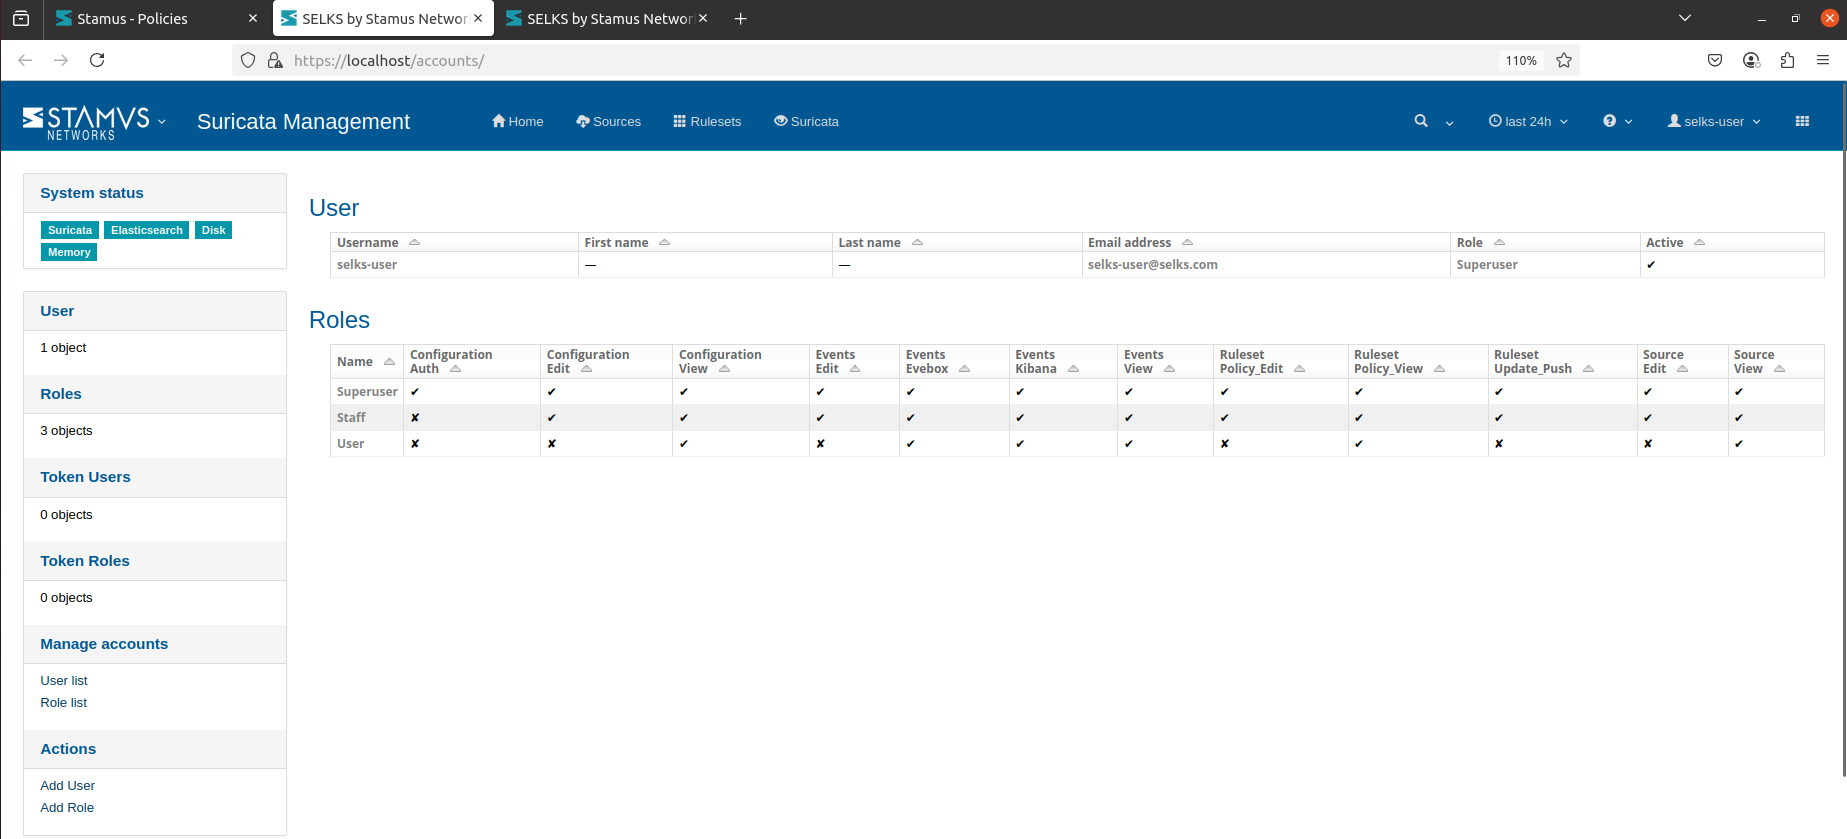 Stamus - Policies
SELKS by Stamus Networ
SELKS by Stamus Networ
https://localhost/accounts/
110%
STAMVS
NETWORKS
Suricata Management
Home
Sources
Rulesets
Suricata
last 24h
selks-user
System status
Suricata Elasticsearch Disk
Memory
User
1 object
Roles
3 objects
Token Users
0 objects
Token Roles
0 objects
Manage accounts
User list
Role list
Actions
Add User
Add Role
User
Username First name Last name Email address Role Active
selks-user — — selks-user@selks.com Superuser ✔
Roles
Name Configuration Auth Configuration Edit Configuration View Events Edit Events Evebox Events Kibana Events View Ruleset Policy_Edit Ruleset Policy_View Ruleset Update_Push Source Edit Source View
Superuser ✔ ✔ ✔ ✔ ✔ ✔ ✔ ✔ ✔ ✔ ✔ ✔
Staff ✘ ✔ ✔ ✔ ✔ ✔ ✔ ✔ ✔ ✔ ✔ ✔
User ✘ ✘ ✔ ✘ ✔ ✔ ✔ ✘ ✔ ✘ ✘ ✔